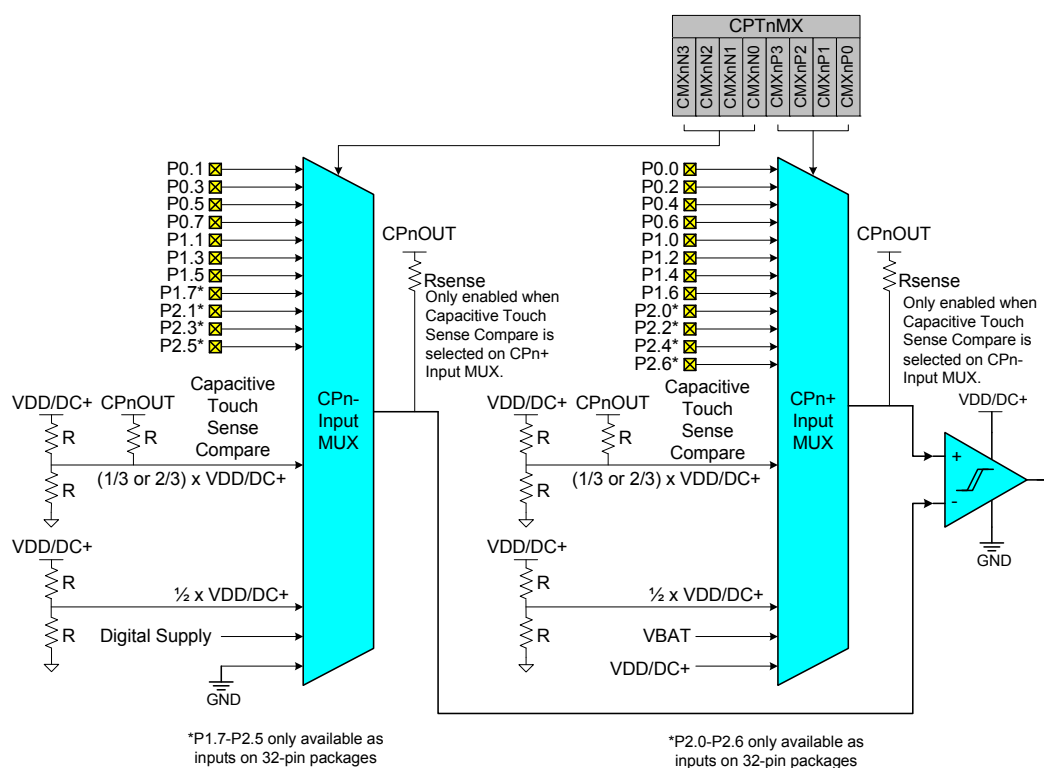 CPTnMX
CMXnN3
CMXnN2
CMXnN1
CMXnN0
CMXnP3
CMXnP2
CMXnP1
CMXnP0
P0.1
P0.3
P0.5
P0.7
P1.1
P1.3
P1.5
P1.7*
P2.1*
P2.3*
P2.5*
CPnOUT
Rsense
Only enabled when
Capacitive Touch
Sense Compare is
selected on CPn+
Input MUX.
VDD/DC+
R
R
CPnOUT
R
Capacitive
Touch
Sense
Compare
(1/3 or 2/3) x VDD/DC+
VDD/DC+
R
R
½ x VDD/DC+
Digital Supply
GND
CPn-
Input
MUX
*P1.7-P2.5 only available as
inputs on 32-pin packages
P0.0
P0.2
P0.4
P0.6
P1.0
P1.2
P1.4
P1.6
P2.0*
P2.2*
P2.4*
P2.6*
CPnOUT
Rsense
Only enabled when
Capacitive Touch
Sense Compare is
selected on CPn-
Input MUX.
VDD/DC+
R
R
CPnOUT
R
Capacitive
Touch
Sense
Compare
(1/3 or 2/3) x VDD/DC+
VDD/DC+
R
R
½ x VDD/DC+
VBAT
VDD/DC+
CPn+
Input
MUX
VDD/DC+
+
-
GND
*P2.0-P2.6 only available as
inputs on 32-pin packages